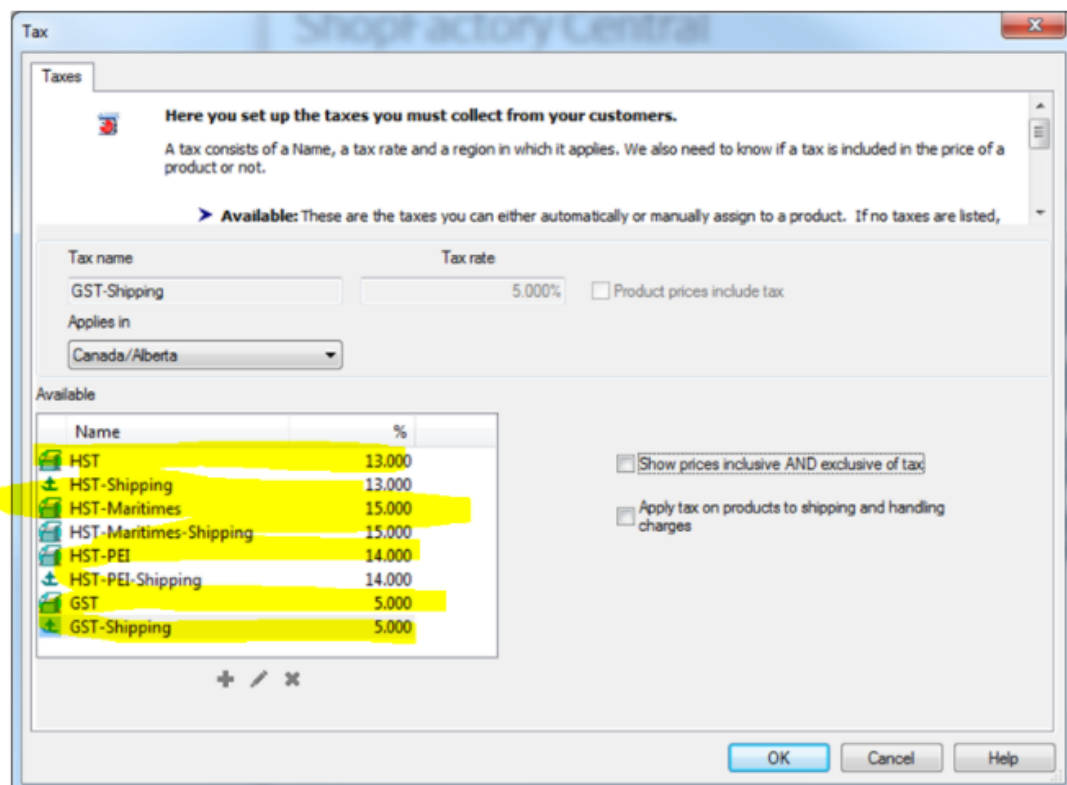 ShopFactory Central
Tax
Taxes
Here you set up the taxes you must collect from your customers.
A tax consists of a Name, a tax rate and a region in which it applies. We also need to know if a tax is included in the price of a
product or not.
Available: These are the taxes you can either automatically or manually assign to a product. If no taxes are listed,
Tax name Tax rate
GST-Shipping 5.000% Product prices include tax
Applies in
Canada/Alberta
Available
Name %
HST 13.000
HST-Shipping 13.000
HST-Maritimes 15.000
HST-Maritimes-Shipping 15.000
HST-PEI 14.000
HST-PEI-Shipping 14.000
GST 5.000
GST-Shipping 5.000
Show prices inclusive AND exclusive of tax
Apply tax on products to shipping and handling
charges
OK Cancel Help